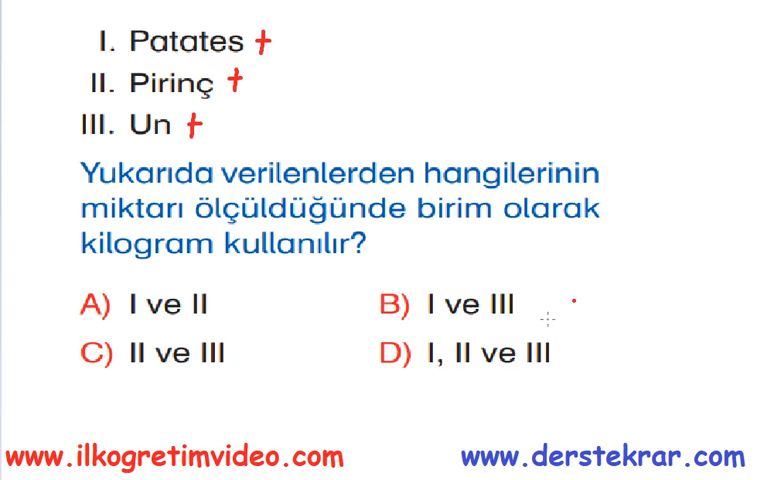 I. Patates +
II. Pirinç +
III. Un +
Yukarıda verilenlerden hangilerinin
miktarı ölçüldüğünde birim olarak
kilogram kullanılır?
A) I ve II
B) I ve III
C) II ve III
D) I, II ve III
www.ilkogretimvideo.com
www.derstekrar.com